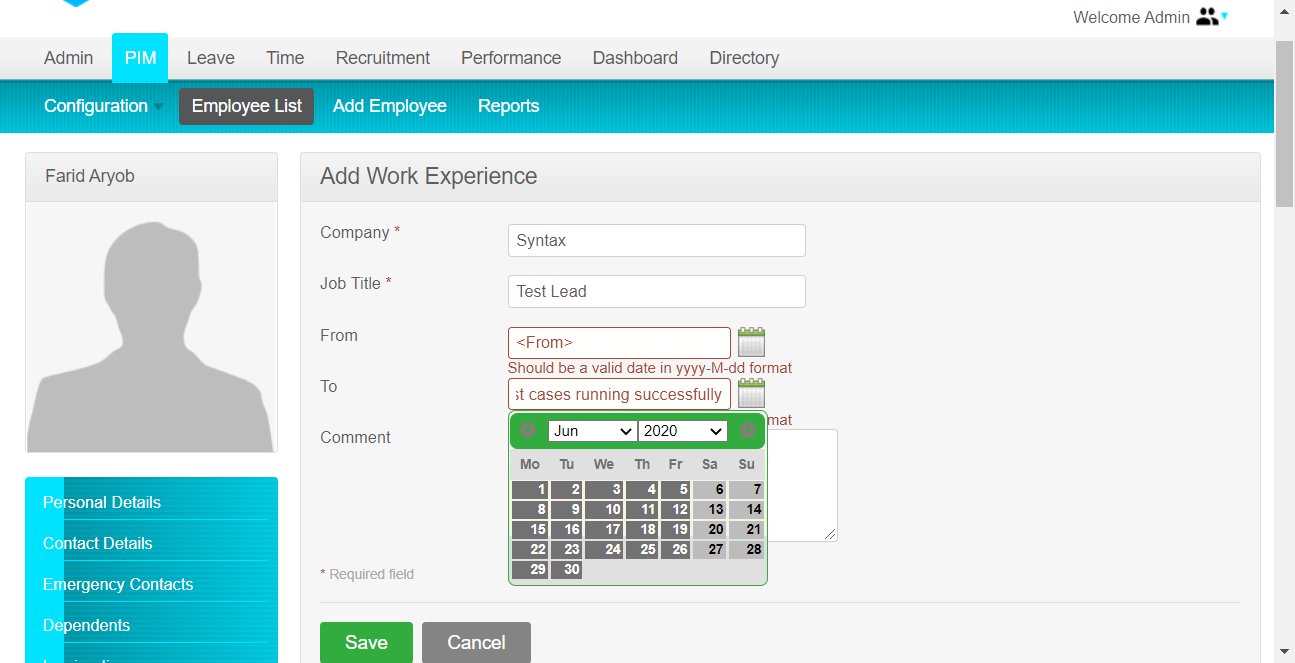 Welcome Admin
Admin PIM Leave Time Recruitment Performance Dashboard Directory
Configuration Employee List Add Employee Reports
Farid Aryob
Add Work Experience
Company * Syntax
Job Title * Test Lead
From <From>
Should be a valid date in yyyy-M-dd format
To st cases running successfully
mat
Comment
Jun 2020
Mo Tu We Th Fr Sa Su
1 2 3 4 5 6 7
8 9 10 11 12 13 14
15 16 17 18 19 20 21
22 23 24 25 26 27 28
29 30
* Required field
Save Cancel
Personal Details
Contact Details
Emergency Contacts
Dependents